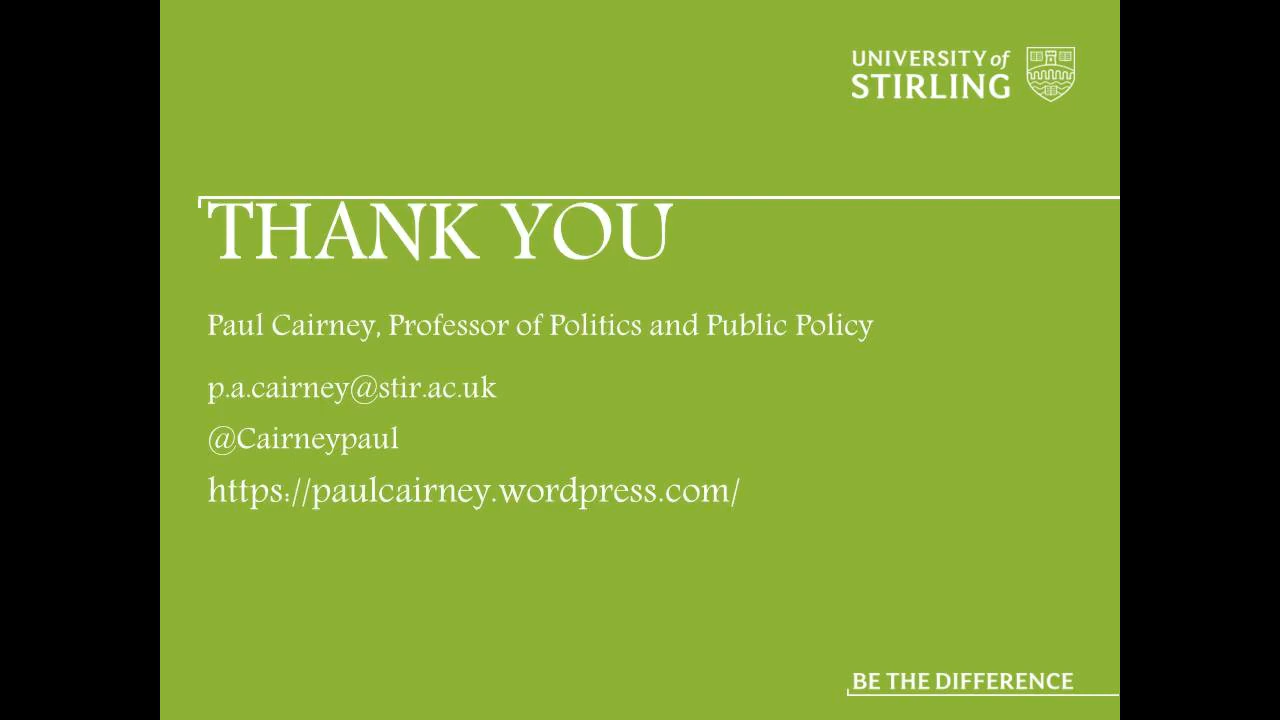 UNIVERSITY of
STIRLING
THANK YOU
Paul Cairney, Professor of Politics and Public Policy
p.a.cairney@stir.ac.uk
@Cairneypaul
https://paulcairney.wordpress.com/
BE THE DIFFERENCE